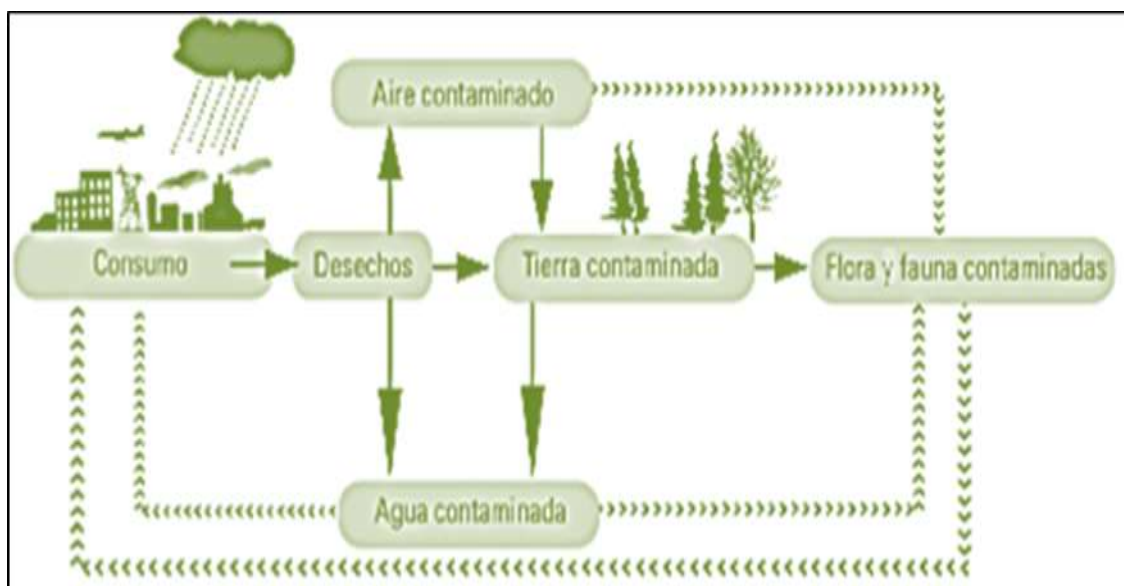 Aire contaminado
Consumo
Desechos
Tierra contaminada
Flora y fauna contaminadas
Agua contaminada